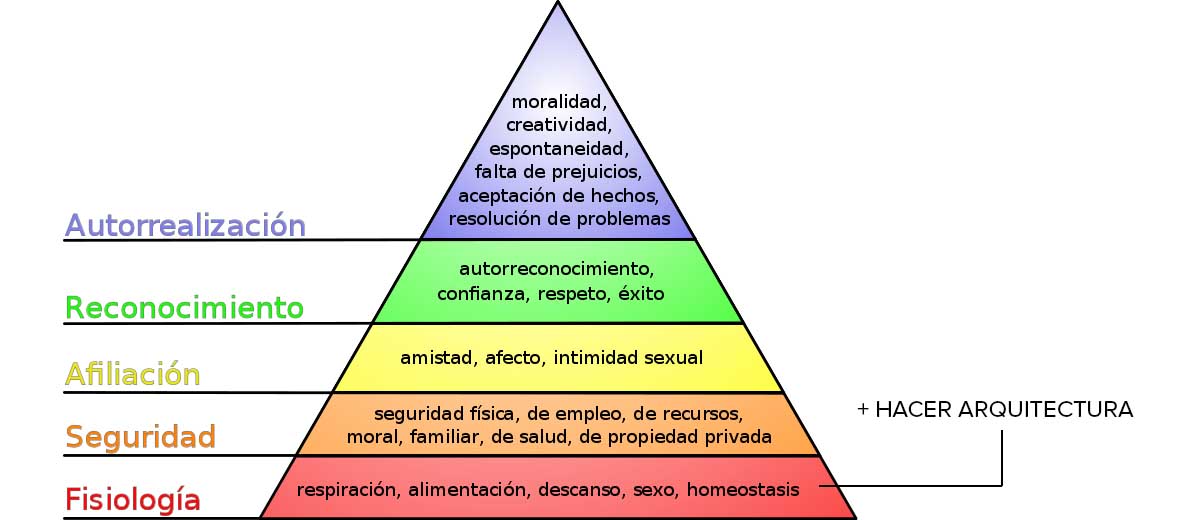 moralidad,
creatividad,
espontaneidad,
falta de prejuicios,
aceptación de hechos,
resolución de problemas
Autorrealización
autorreconocimiento,
confianza, respeto, éxito
Reconocimiento
amistad, afecto, intimidad sexual
Afiliación
seguridad física, de empleo, de recursos,
moral, familiar, de salud, de propiedad privada
Seguridad
+ HACER ARQUITECTURA
respiración, alimentación, descanso, sexo, homeostasis
Fisiología